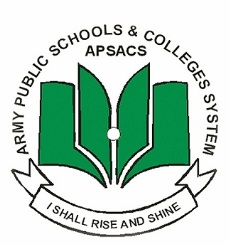 ARMY PUBLIC SCHOOLS & COLLEGES SYSTEM
APSACS
I SHALL RISE AND SHINE